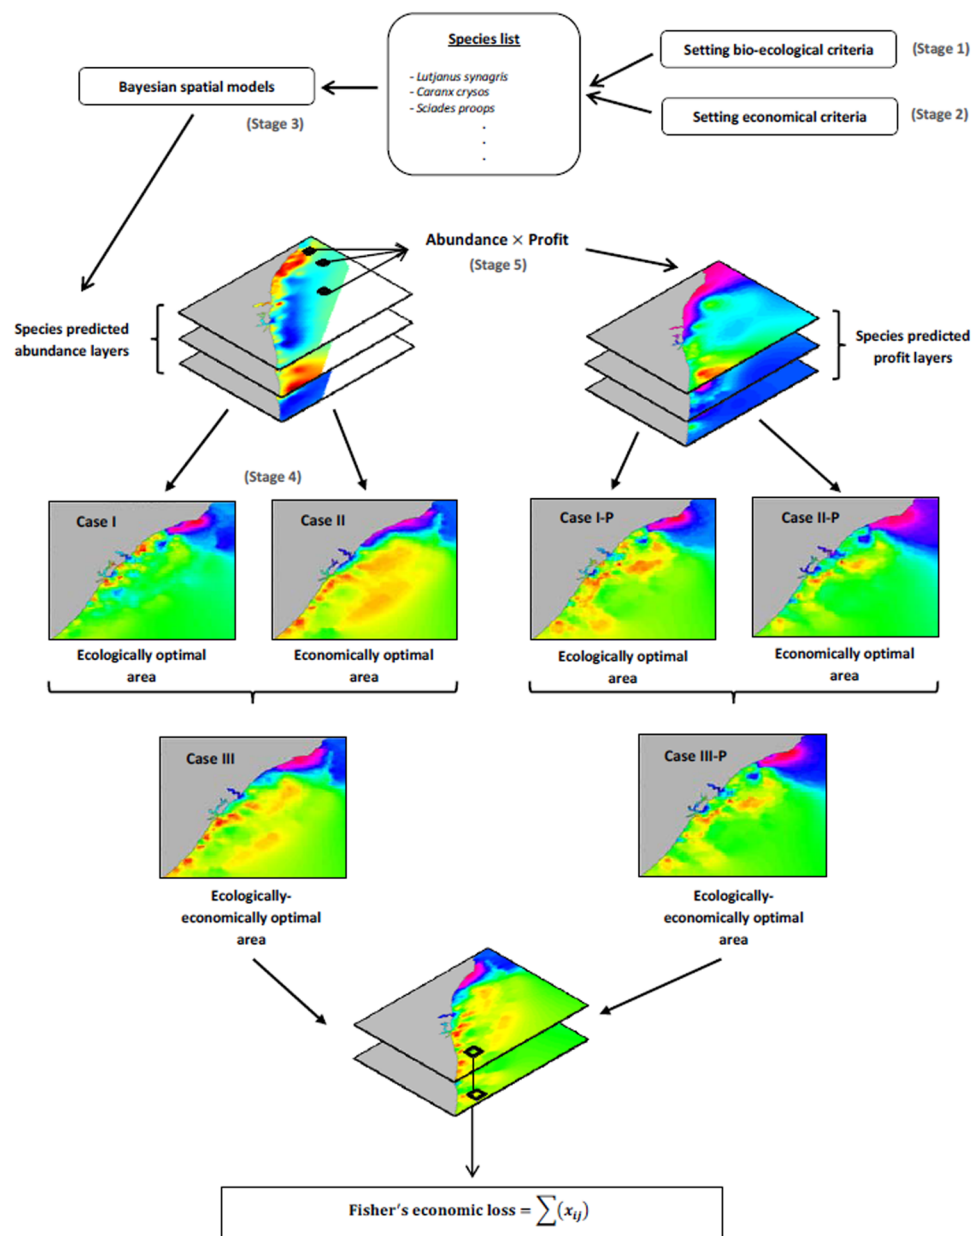 Species list
- Lutjanus synagris
- Caranx crysos
- Sciades proops
.
.
.
Setting bio-ecological criteria
(Stage 1)
Setting economical criteria
(Stage 2)
Bayesian spatial models
(Stage 3)
Abundance × Profit
(Stage 5)
Species predicted
abundance layers
Species predicted
profit layers
(Stage 4)
Case I
Case II
Case I-P
Case II-P
Ecologically optimal
area
Economically optimal
area
Ecologically optimal
area
Economically optimal
area
Case III
Case III-P
Ecologically-
economically optimal
area
Ecologically-
economically optimal
area
Fisher's economic loss = ∑(x_{ij})